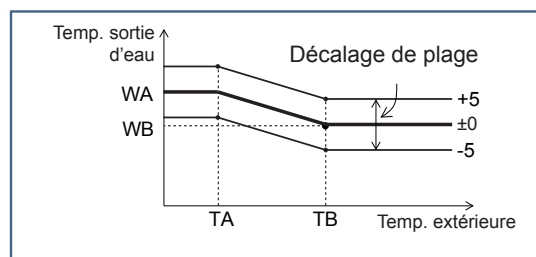 Temp. sortie
d'eau
Décalage de plage
WA
+5
WB
±0
-5
TA
TB
Temp. extérieure